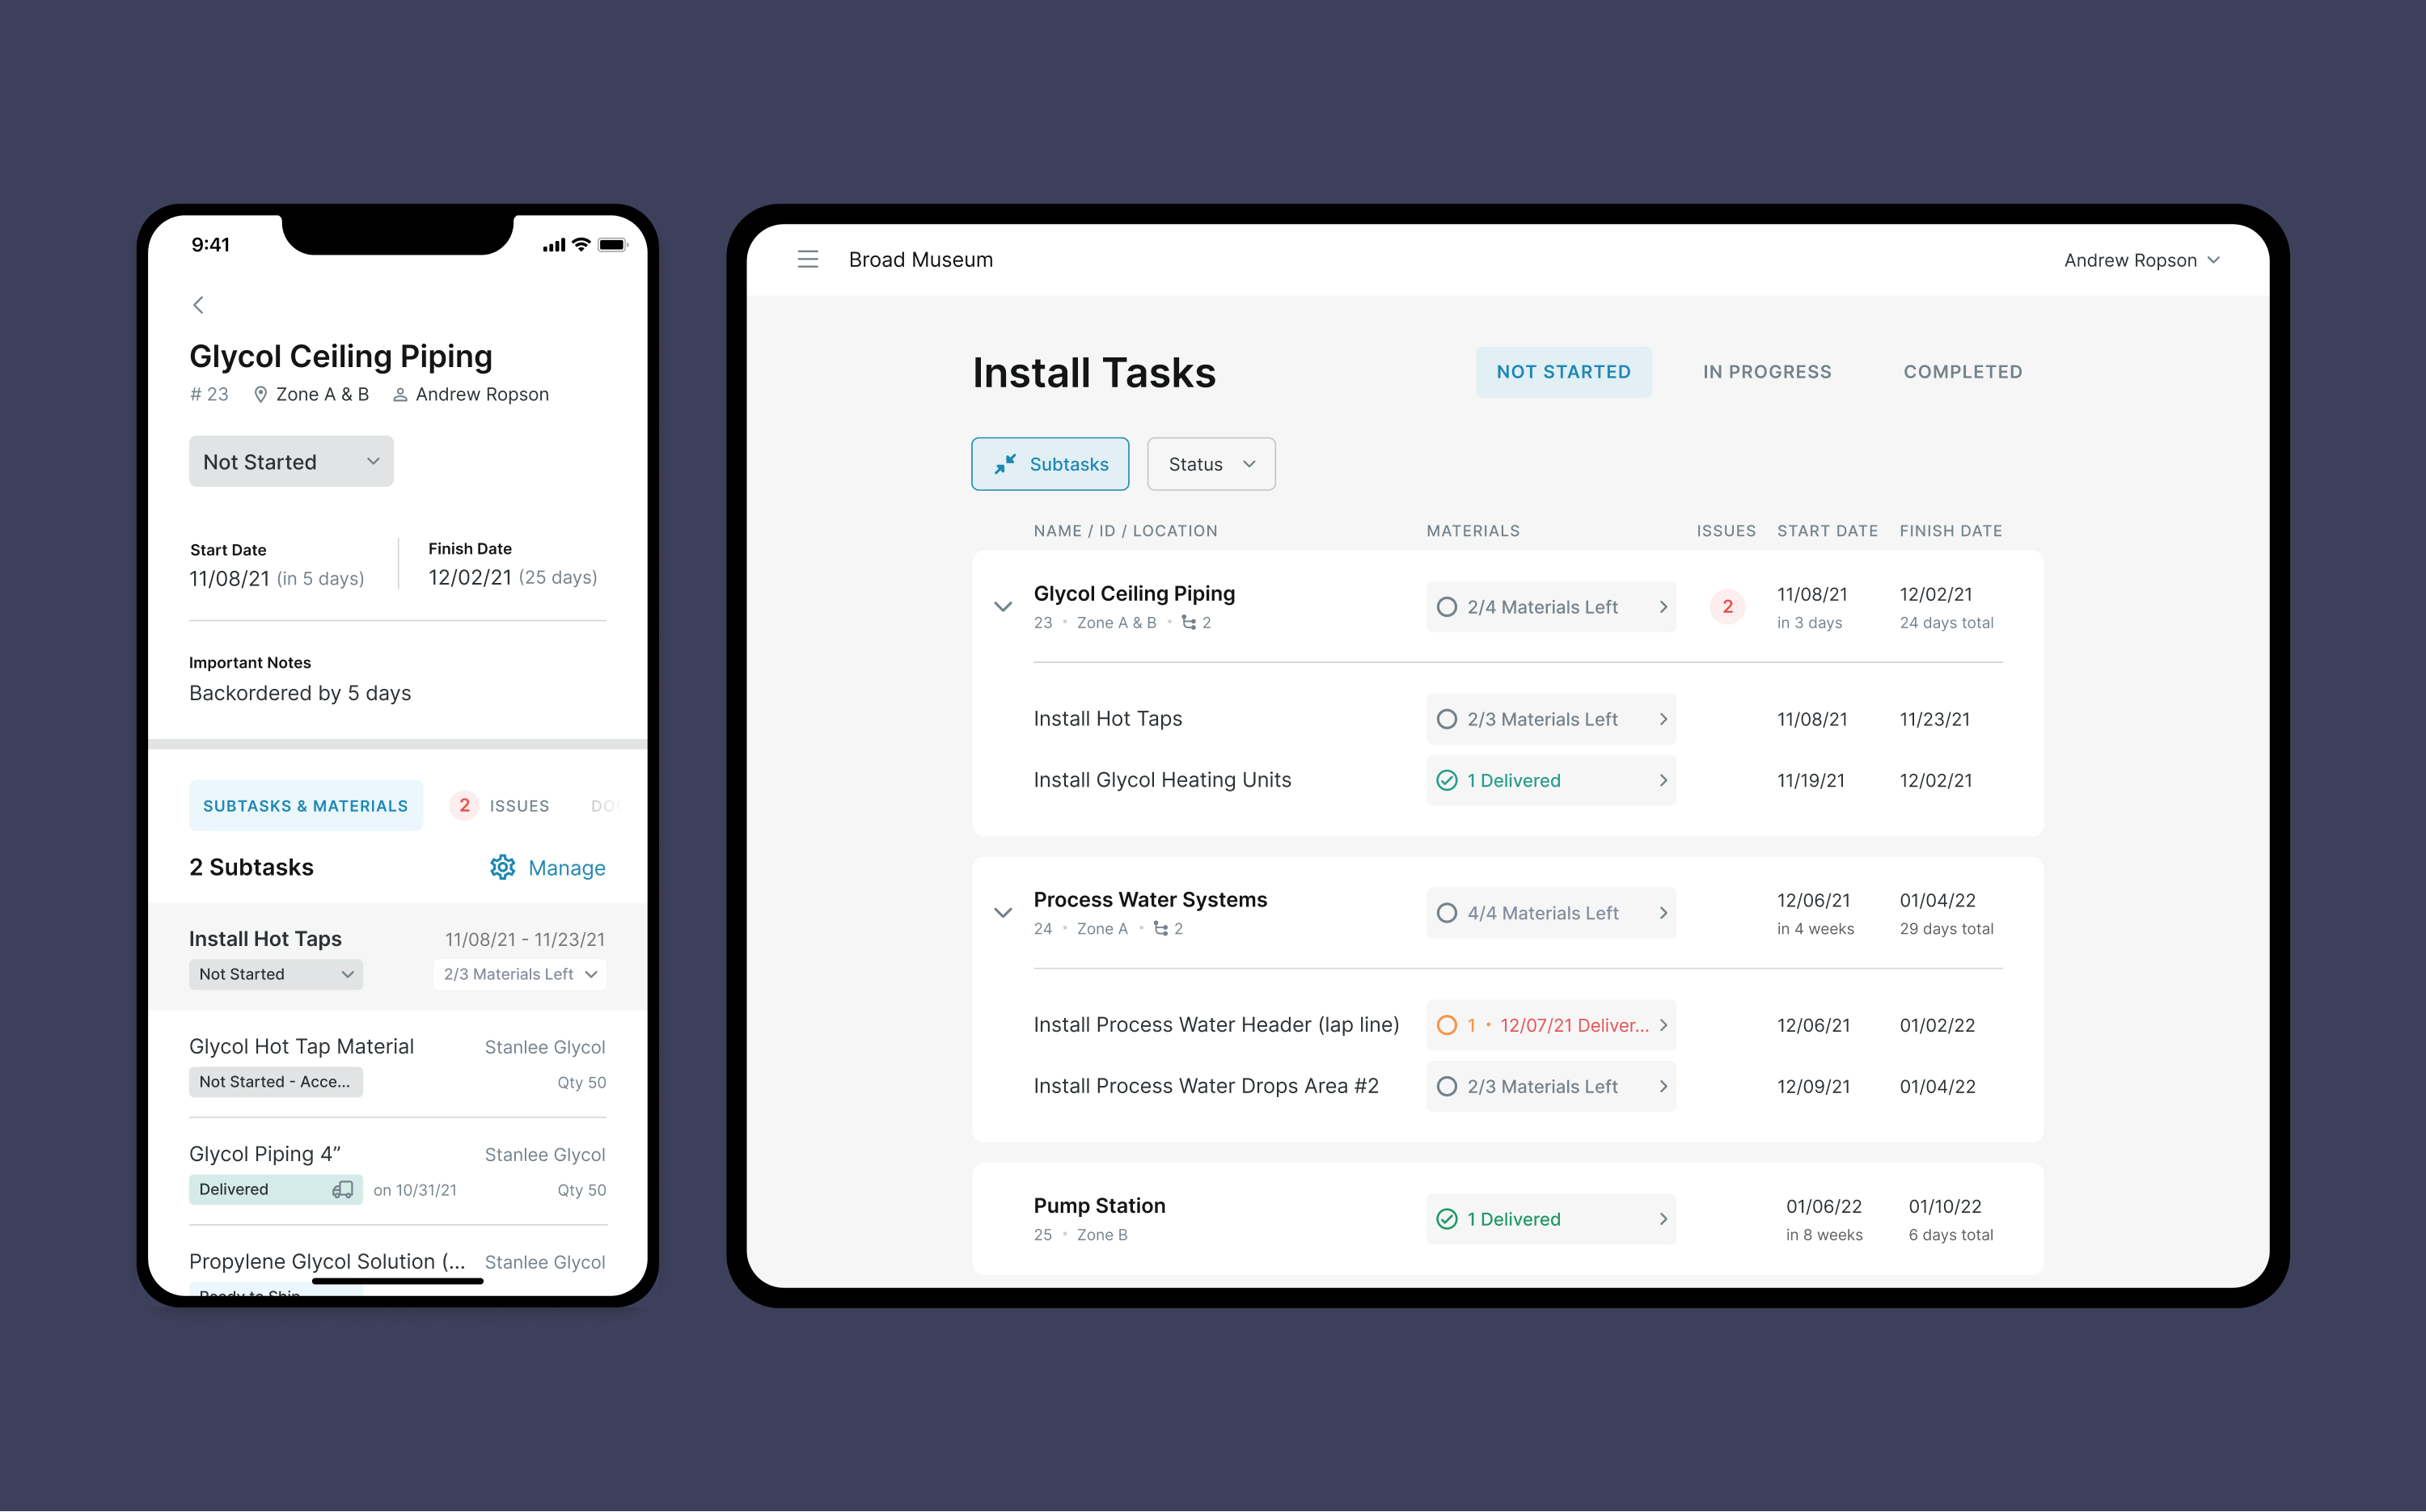 9:41
Glycol Ceiling Piping
# 23 Zone A & B Andrew Ropson
Not Started
Start Date
11/08/21 (in 5 days)
Finish Date
12/02/21 (25 days)
Important Notes
Backordered by 5 days
SUBTASKS & MATERIALS 2 ISSUES DOC
2 Subtasks Manage
Install Hot Taps 11/08/21 - 11/23/21
Not Started 2/3 Materials Left
Glycol Hot Tap Material Stanlee Glycol
Not Started - Acce... Qty 50
Glycol Piping 4” Stanlee Glycol
Delivered on 10/31/21 Qty 50
Propylene Glycol Solution (... Stanlee Glycol
Ready to Ship
Broad Museum Andrew Ropson
Install Tasks NOT STARTED IN PROGRESS COMPLETED
Subtasks Status
NAME / ID / LOCATION MATERIALS ISSUES START DATE FINISH DATE
Glycol Ceiling Piping 2/4 Materials Left 2 11/08/21 12/02/21
23 • Zone A & B • 2 in 3 days 24 days total
Install Hot Taps 2/3 Materials Left 11/08/21 11/23/21
Install Glycol Heating Units 1 Delivered 11/19/21 12/02/21
Process Water Systems 4/4 Materials Left 12/06/21 01/04/22
24 • Zone A • 2 in 4 weeks 29 days total
Install Process Water Header (lap line) 1 • 12/07/21 Deliver... 12/06/21 01/02/22
Install Process Water Drops Area #2 2/3 Materials Left 12/09/21 01/04/22
Pump Station 1 Delivered 01/06/22 01/10/22
25 • Zone B in 8 weeks 6 days total